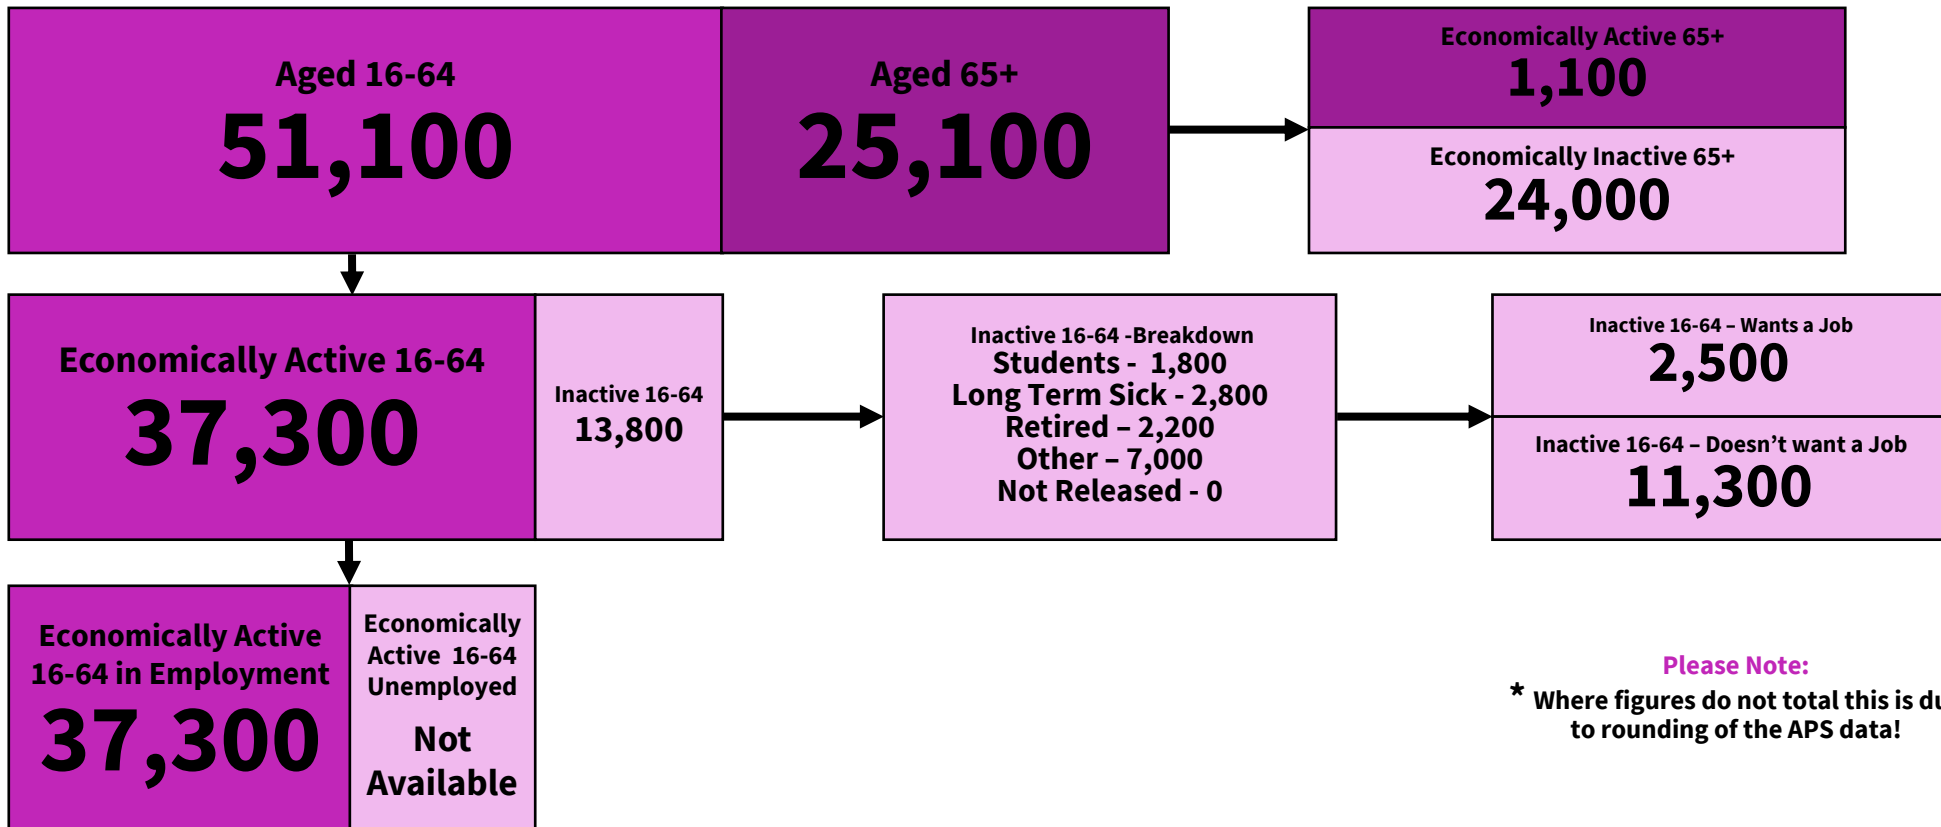 Aged 16-64
51,100
Aged 65+
25,100
Economically Active 65+
1,100
Economically Inactive 65+
24,000
Economically Active 16-64
37,300
Inactive 16-64
13,800
Inactive 16-64 -Breakdown
Students - 1,800
Long Term Sick - 2,800
Retired – 2,200
Other – 7,000
Not Released - 0
Inactive 16-64 – Wants a Job
2,500
Inactive 16-64 – Doesn’t want a Job
11,300
Economically Active
16-64 in Employment
37,300
Economically
Active 16-64
Unemployed
Not
Available
Please Note:
* Where figures do not total this is
to rounding of the APS data!